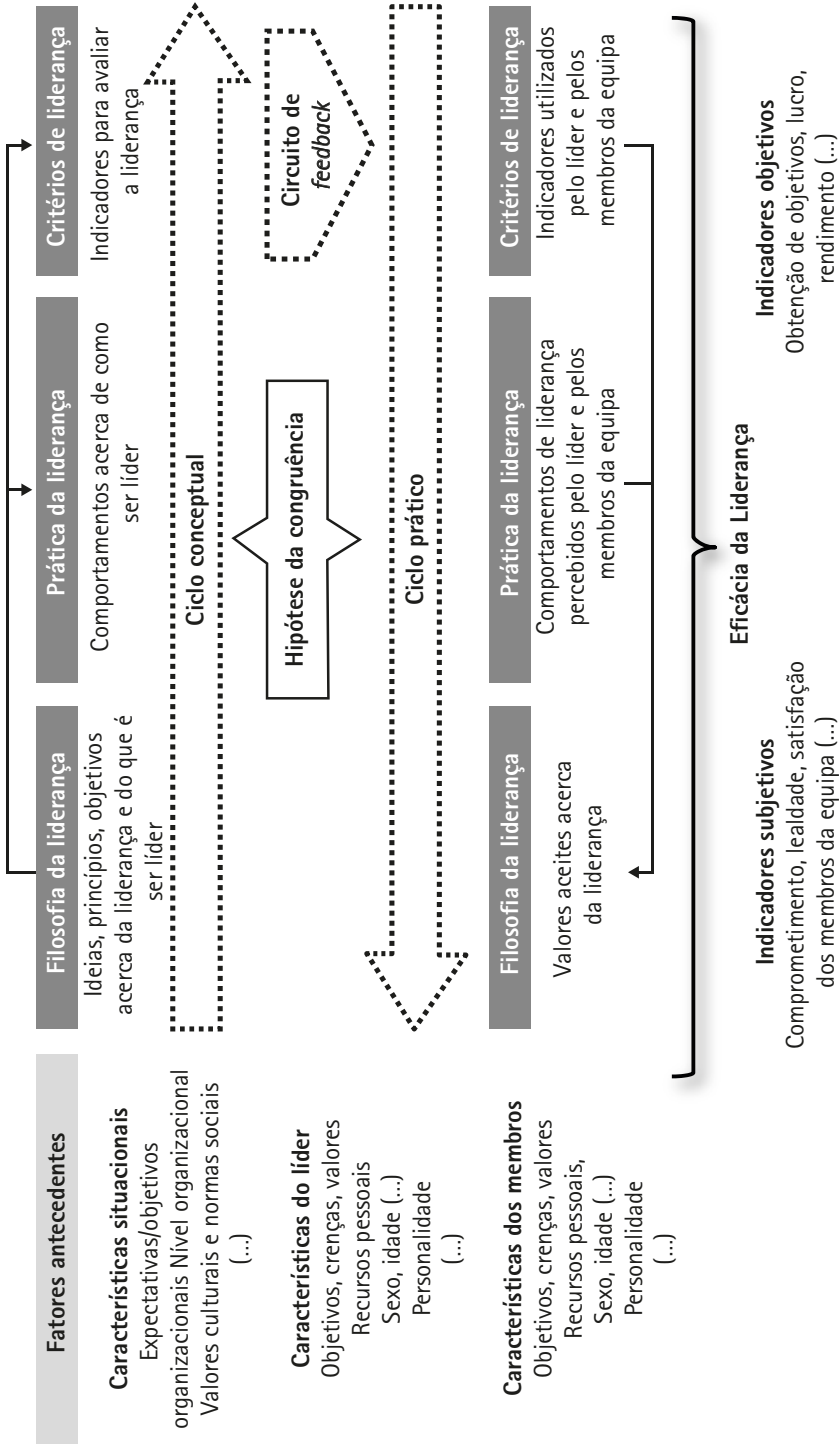 Fatores antecedentes
Características situacionais
Expectativas/objetivos
organizacionais Nível organizacional
Valores culturais e normas sociais
(...)
Características do líder
Objetivos, crenças, valores
Recursos pessoais
Sexo, idade (...)
Personalidade
(...)
Características dos membros
Objetivos, crenças, valores
Recursos pessoais,
Sexo, idade (...)
Personalidade
(...)
Filosofia da liderança
Ideias, princípios, objetivos
acerca da liderança e do que é
ser líder
Prática da liderança
Comportamentos acerca de como
ser líder
Critérios de liderança
Indicadores para avaliar
a liderança
Ciclo conceptual
Hipótese da congruência
Circuito de
feedback
Ciclo prático
Filosofia da liderança
Valores aceites acerca
da liderança
Prática da liderança
Comportamentos de liderança
percebidos pelo líder e pelos
membros da equipa
Critérios de liderança
Indicadores utilizados
pelo líder e pelos
membros da equipa
Eficácia da Liderança
Indicadores subjetivos
Comprometimento, lealdade, satisfação
dos membros da equipa (...)
Indicadores objetivos
Obtenção de objetivos, lucro,
rendimento (...)